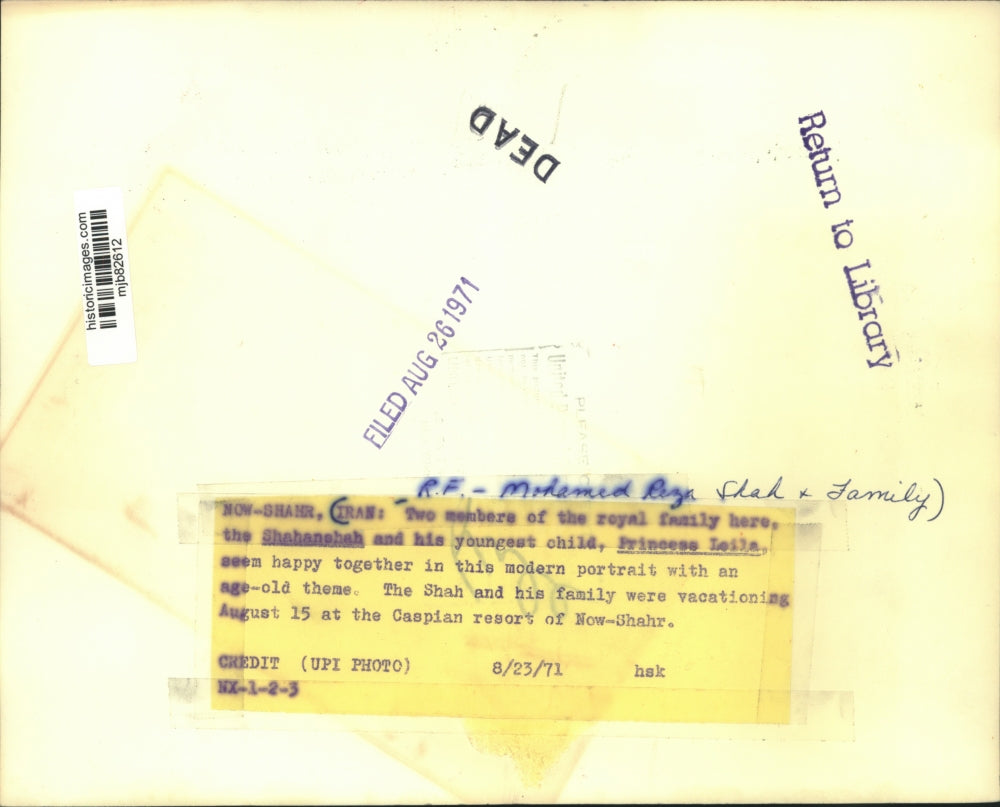 DEAD
Return to Library
historicimages.com
mjb82612
FILED AUG 26 1971
(- R.F. - Mohamed Reza Shah & Family)
NOW-SHAHR, IRAN: Two members of the royal family here,
the Shahanshah and his youngest child, Princess Leila,
seem happy together in this modern portrait with an
age-old theme. The Shah and his family were vacationing
August 15 at the Caspian resort of Now-Shahr.
CREDIT (UPI PHOTO) 8/23/71 hsk
NX-1-2-3